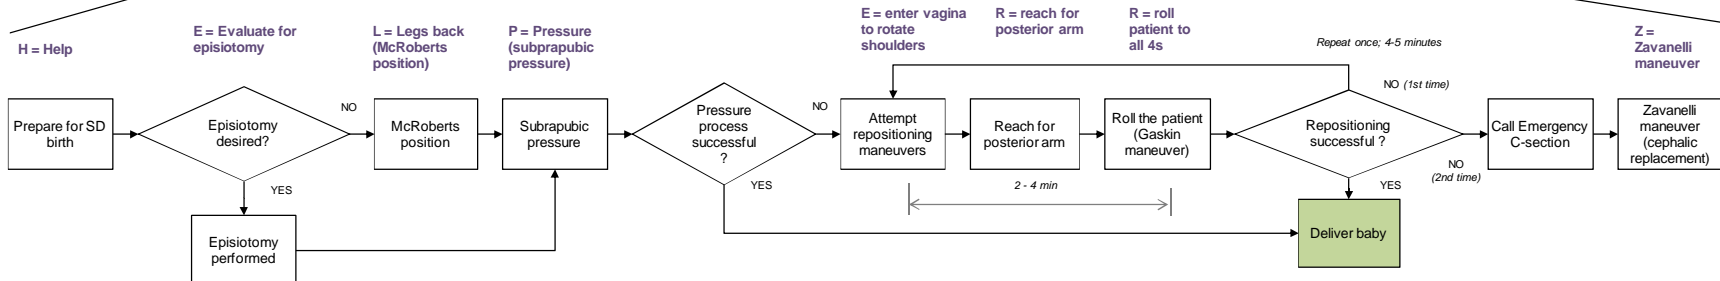 H = Help
E = Evaluate for
episiotomy
L = Legs back
(McRoberts
position)
P = Pressure
(subprapubic
pressure)
E = enter vagina
to rotate
shoulders
R = reach for
posterior arm
R = roll
patient to
all 4s
Repeat once; 4-5 minutes
Z =
Zavanelli
maneuver
Prepare for SD
birth
Episiotomy
desired?
NO
YES
Episiotomy
performed
McRoberts
position
Subrapubic
pressure
Pressure
process
successful
?
NO
YES
Attempt
repositioning
maneuvers
Reach for
posterior arm
Roll the patient
(Gaskin
maneuver)
2 - 4 min
Repositioning
successful ?
NO (1st time)
NO
(2nd time)
YES
Deliver baby
Call Emergency
C-section
Zavanelli
maneuver
(cephalic
replacement)